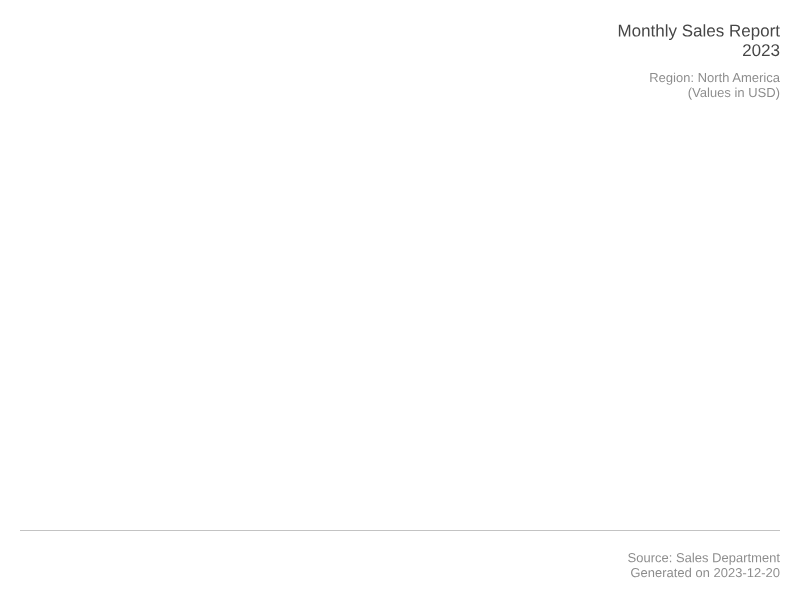 Monthly Sales Report
2023
Region: North America
(Values in USD)
Source: Sales Department
Generated on 2023-12-20